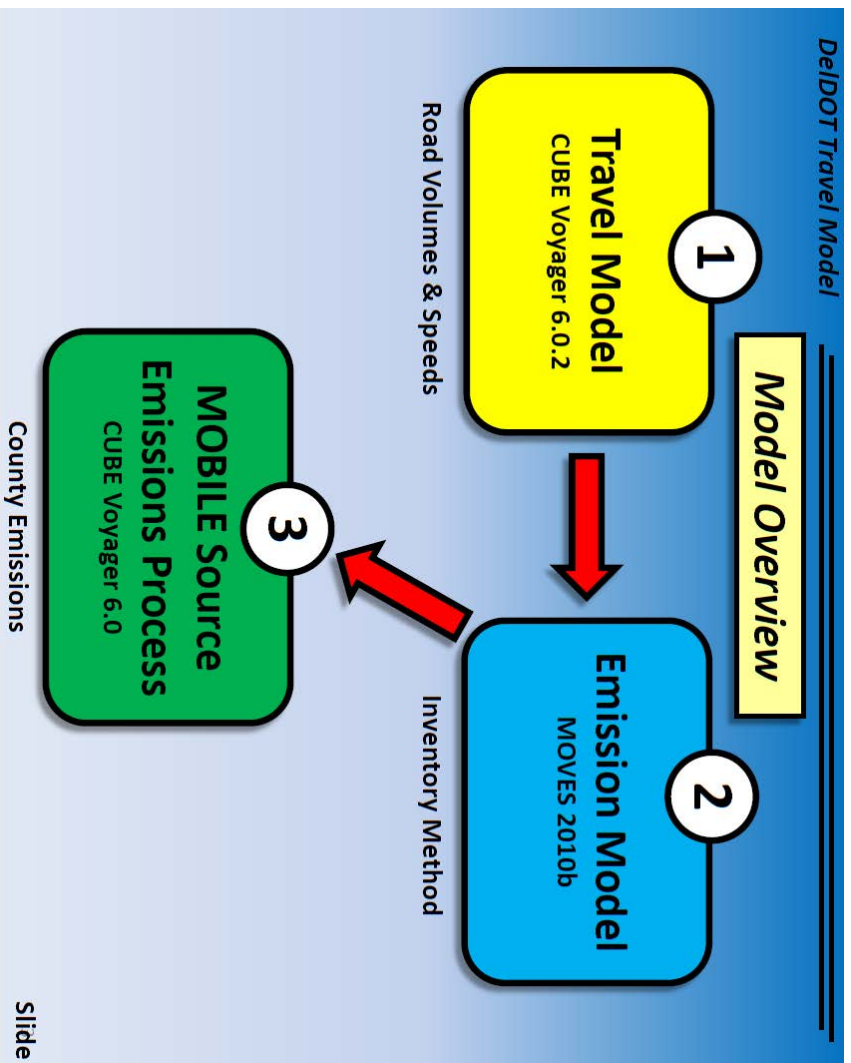 DelDOT Travel Model
Model Overview
1
Travel Model
CUBE Voyager 6.0.2
Road Volumes & Speeds
2
Emission Model
MOVES 2010b
Inventory Method
3
MOBILE Source
Emissions Process
CUBE Voyager 6.0
County Emissions
Slide